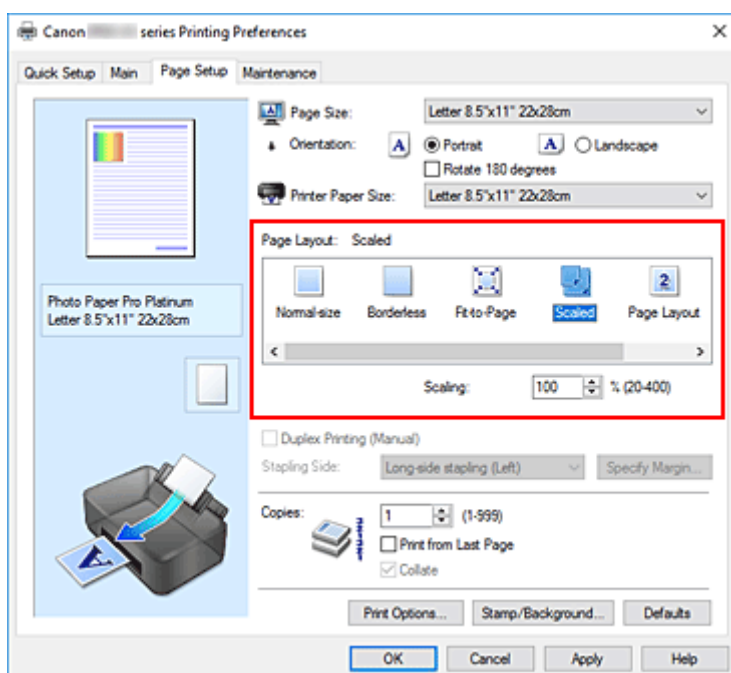 Canon series Printing Preferences
Quick Setup Main Page Setup Maintenance
Page Size: Letter 8.5"x11" 22x28cm
Orientation: A Portrait A Landscape
Rotate 180 degrees
Printer Paper Size: Letter 8.5"x11" 22x28cm
Page Layout: Scaled
Normal-size Borderless Fit-to-Page Scaled 2 Page Layout
Scaling: 100 % (20-400)
Photo Paper Pro Platinum
Letter 8.5"x11" 22x28cm
Duplex Printing (Manual)
Stapling Side: Long-side stapling (Left) Specify Margin...
Copies: 1 (1-999)
Print from Last Page
Collate
A
Print Options... Stamp/Background... Defaults
OK Cancel Apply Help